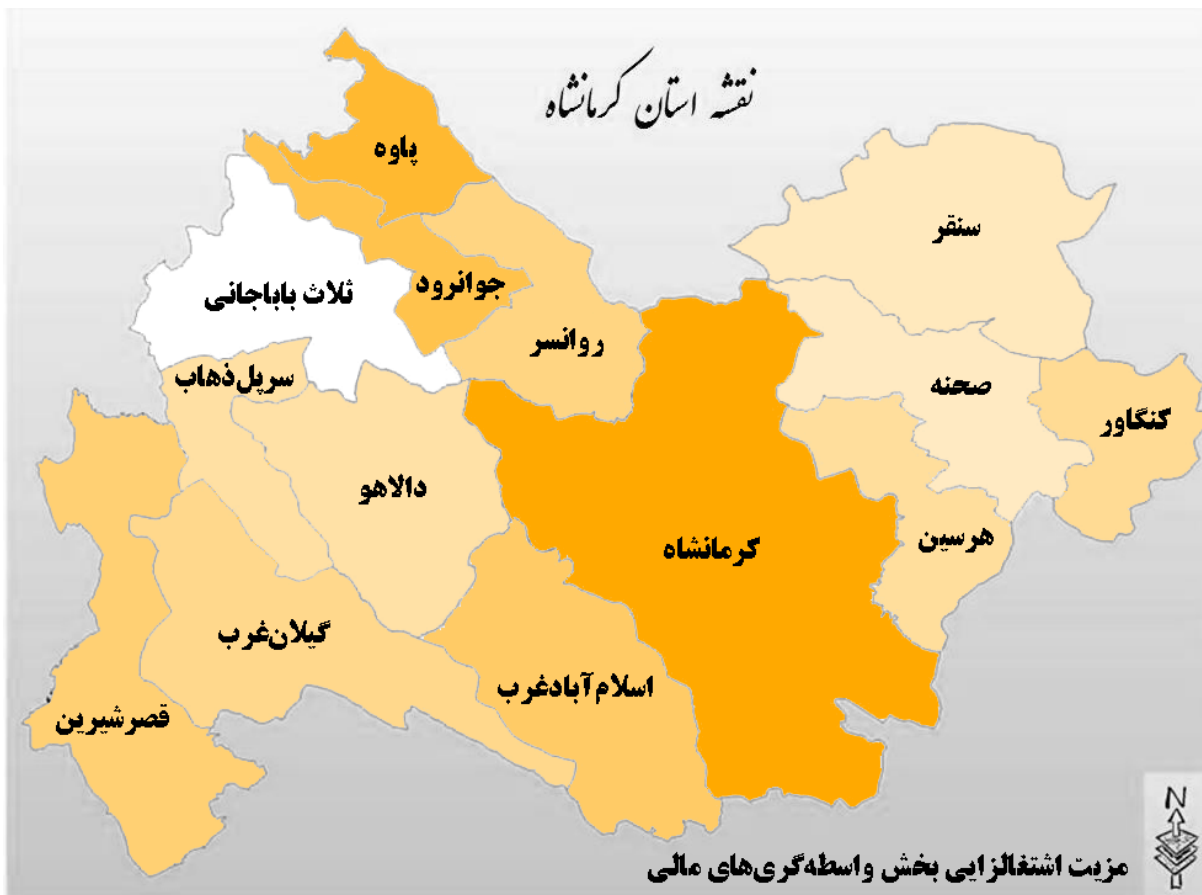 نقشه استان کرمانشاه
پاوه
سنقر
جوانرود
ثلاث باباجانی
روانسر
سرپل‌ذهاب
صحنه
کنگاور
دالاهو
هرسین
کرمانشاه
گیلان‌غرب
اسلام‌آبادغرب
قصرشیرین
N
مزیت اشتغالزایی بخش واسطه‌گری‌های مالی